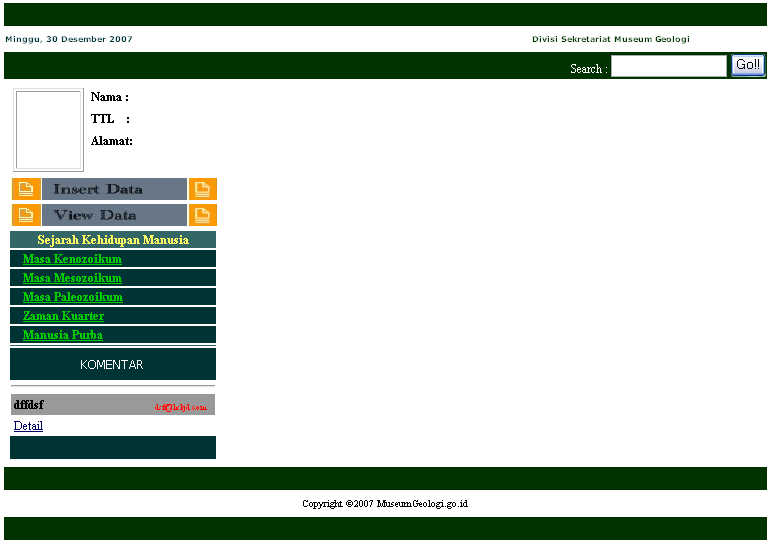 Minggu, 30 Desember 2007
Divisi Sekretariat Museum Geologi
Search : Go!!
Nama :
TTL :
Alamat:
Insert Data
View Data
Sejarah Kehidupan Manusia
Masa Kenozoikum
Masa Mesozoikum
Masa Paleozoikum
Zaman Kuarter
Manusia Purba
KOMENTAR
dffdsf
Detail
Copyright ©2007 MuseumGeologi.go.id